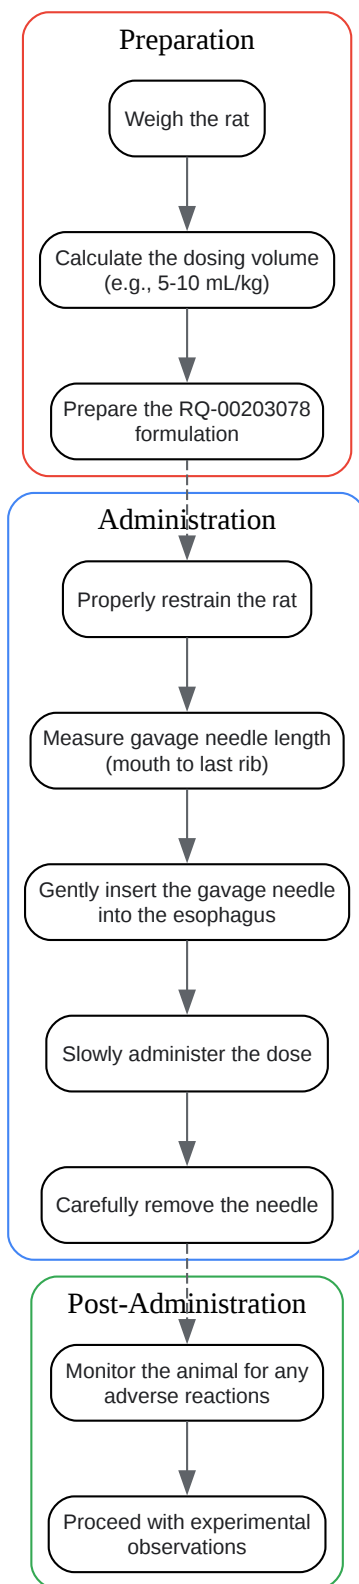 Preparation
Weigh the rat
Calculate the dosing volume
(e.g., 5-10 mL/kg)
Prepare the RQ-00203078
formulation
Administration
Properly restrain the rat
Measure gavage needle length
(mouth to last rib)
Gently insert the gavage needle
into the esophagus
Slowly administer the dose
Carefully remove the needle
Post-Administration
Monitor the animal for any
adverse reactions
Proceed with experimental
observations